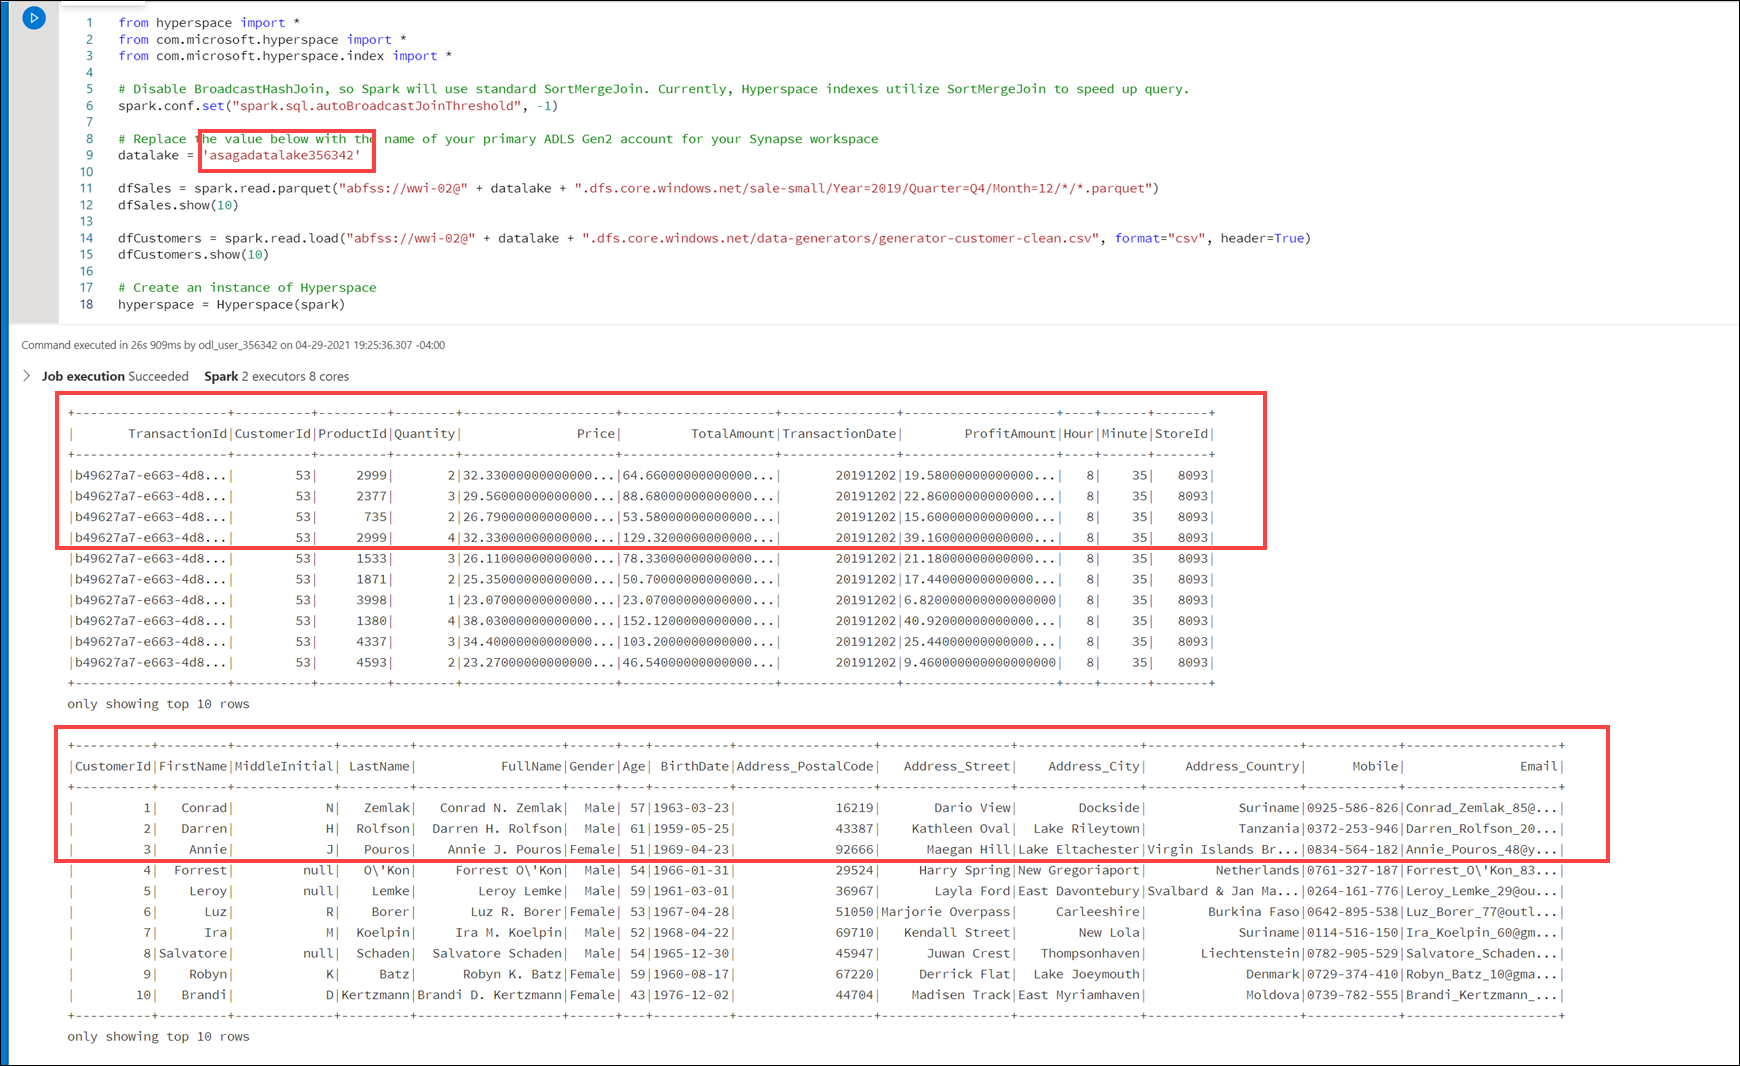 1 from hyperspace import *
2 from com.microsoft.hyperspace import *
3 from com.microsoft.hyperspace.index import *
4
5 # Disable BroadcastHashJoin, so Spark will use standard SortMergeJoin. Currently, Hyperspace indexes utilize SortMergeJoin to speed up query.
6 spark.conf.set("spark.sql.autoBroadcastJoinThreshold", -1)
7
8 # Replace the value below with the name of your primary ADLS Gen2 account for your Synapse workspace
9 datalake = 'asagadatalake356342'
10
11 dfSales = spark.read.parquet("abfss://wwi-02@" + datalake + ".dfs.core.windows.net/sale-small/Year=2019/Quarter=Q4/Month=12/*/*.parquet")
12 dfSales.show(10)
13
14 dfCustomers = spark.read.load("abfss://wwi-02@" + datalake + ".dfs.core.windows.net/data-generators/generator-customer-clean.csv", format="csv", header=True)
15 dfCustomers.show(10)
16
17 # Create an instance of Hyperspace
18 hyperspace = Hyperspace(spark)
Command executed in 26s 909ms by odl_user_356342 on 04-29-2021 19:25:36.307 -04:00
Job execution Succeeded Spark 2 executors 8 cores
+--------------------+----------+---------+--------+--------------------+--------------------+---------------+--------------------+----+------+-------+
| TransactionId|CustomerId|ProductId|Quantity| Price| TotalAmount|TransactionDate| ProfitAmount|Hour|Minute|StoreId|
+--------------------+----------+---------+--------+--------------------+--------------------+---------------+--------------------+----+------+-------+
|b49627a7-e663-4d8...| 53| 2999| 2|32.33000000000000...|64.66000000000000...| 20191202|19.58000000000000...| 8| 35| 8093|
|b49627a7-e663-4d8...| 53| 2377| 3|29.56000000000000...|88.68000000000000...| 20191202|22.86000000000000...| 8| 35| 8093|
|b49627a7-e663-4d8...| 53| 735| 2|26.79000000000000...|53.58000000000000...| 20191202|15.60000000000000...| 8| 35| 8093|
|b49627a7-e663-4d8...| 53| 2999| 4|32.33000000000000...|129.3200000000000...| 20191202|39.16000000000000...| 8| 35| 8093|
|b49627a7-e663-4d8...| 53| 1533| 3|26.11000000000000...|78.33000000000000...| 20191202|21.18000000000000...| 8| 35| 8093|
|b49627a7-e663-4d8...| 53| 1871| 2|25.35000000000000...|50.70000000000000...| 20191202|17.44000000000000...| 8| 35| 8093|
|b49627a7-e663-4d8...| 53| 3998| 1|23.07000000000000...|23.07000000000000...| 20191202|6.820000000000000000| 8| 35| 8093|
|b49627a7-e663-4d8...| 53| 1380| 4|38.03000000000000...|152.1200000000000...| 20191202|40.92000000000000...| 8| 35| 8093|
|b49627a7-e663-4d8...| 53| 4337| 3|34.40000000000000...|103.2000000000000...| 20191202|25.44000000000000...| 8| 35| 8093|
|b49627a7-e663-4d8...| 53| 4593| 2|23.27000000000000...|46.54000000000000...| 20191202|9.460000000000000000| 8| 35| 8093|
+--------------------+----------+---------+--------+--------------------+--------------------+---------------+--------------------+----+------+-------+
only showing top 10 rows
+----------+---------+-------------+---------+-------------------+------+---+----------+------------------+-----------------+----------------+--------------------+------------+--------------------+
|CustomerId|FirstName|MiddleInitial| LastName| FullName|Gender|Age| BirthDate|Address_PostalCode| Address_Street| Address_City| Address_Country| Mobile| Email|
+----------+---------+-------------+---------+-------------------+------+---+----------+------------------+-----------------+----------------+--------------------+------------+--------------------+
| 1| Conrad| N| Zemlak| Conrad N. Zemlak| Male| 57|1963-03-23| 16219| Dario View| Dockside| Suriname|0925-586-826|Conrad_Zemlak_85@...|
| 2| Darren| H| Rolfson| Darren H. Rolfson| Male| 61|1959-05-25| 43387| Kathleen Oval| Lake Rileytown| Tanzania|0372-253-946|Darren_Rolfson_20...|
| 3| Annie| J| Pouros| Annie J. Pouros|Female| 51|1969-04-23| 92666| Maegan Hill|Lake Eltachester|Virgin Islands Br...|0834-564-182|Annie_Pouros_48@y...|
| 4| Forrest| null| O\'Kon| Forrest O\'Kon| Male| 54|1966-01-31| 29524| Harry Spring|New Gregoriaport| Netherlands|0761-327-187|Forrest_O\'Kon_83...|
| 5| Leroy| null| Lemke| Leroy Lemke| Male| 59|1961-03-01| 36967| Layla Ford|East Davontebury|Svalbard & Jan Ma...|0264-161-776|Leroy_Lemke_29@ou...|
| 6| Luz| R| Borer| Luz R. Borer|Female| 53|1967-04-28| 51050|Marjorie Overpass| Carleeshire| Burkina Faso|0642-895-538|Luz_Borer_77@outl...|
| 7| Ira| M| Koelpin| Ira M. Koelpin| Male| 52|1968-04-22| 69710| Kendall Street| New Lola| Suriname|0114-516-150|Ira_Koelpin_60@gm...|
| 8|Salvatore| null| Schaden| Salvatore Schaden| Male| 54|1965-12-30| 45947| Juwan Crest| Thompsonhaven| Liechtenstein|0782-905-529|Salvatore_Schaden...|
| 9| Robyn| K| Batz| Robyn K. Batz|Female| 59|1960-08-17| 67220| Derrick Flat| Lake Joeymouth| Denmark|0729-374-410|Robyn_Batz_10@gma...|
| 10| Brandi| D|Kertzmann|Brandi D. Kertzmann|Female| 43|1976-12-02| 44704| Madisen Track|East Myriamhaven| Moldova|0739-782-555|Brandi_Kertzmann_...|
+----------+---------+-------------+---------+-------------------+------+---+----------+------------------+-----------------+----------------+--------------------+------------+--------------------+
only showing top 10 rows